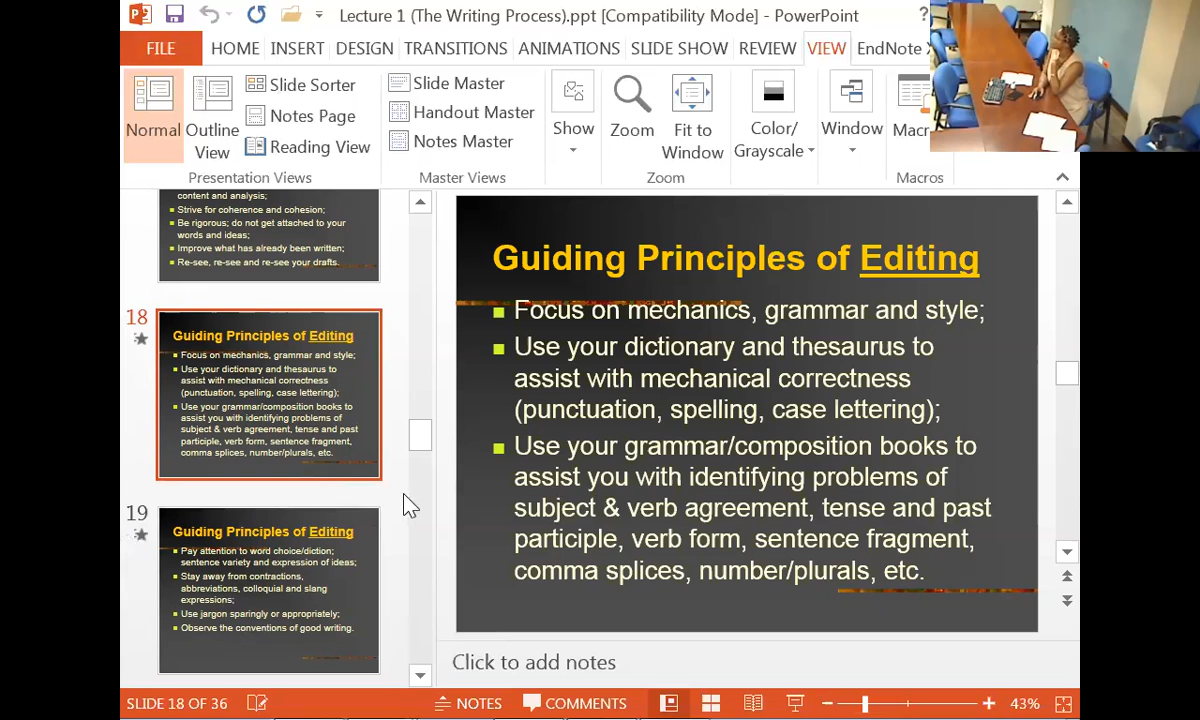 Lecture 1 (The Writing Process).ppt [Compatibility Mode] - PowerPoint
?
FILE
HOME
INSERT
DESIGN
TRANSITIONS
ANIMATIONS
SLIDE SHOW
REVIEW
VIEW
EndNote
Normal
Outline
View
Slide Sorter
Notes Page
Reading View
Presentation Views
Slide Master
Handout Master
Notes Master
Master Views
Show
Zoom
Fit to
Window
Zoom
Color/
Grayscale
Window
Macr
Macros
content and analysis;
Strive for coherence and cohesion;
Be rigorous; do not get attached to your
words and ideas;
Improve what has already been written;
Re-see, re-see and re-see your drafts.
18
Guiding Principles of Editing
Focus on mechanics, grammar and style;
Use your dictionary and thesaurus to
assist with mechanical correctness
(punctuation, spelling, case lettering);
Use your grammar/composition books to
assist you with identifying problems of
subject & verb agreement, tense and past
participle, verb form, sentence fragment,
comma splices, number/plurals, etc.
19
Guiding Principles of Editing
Pay attention to word choice/diction;
sentence variety and expression of ideas;
Stay away from contractions,
abbreviations, colloquial and slang
expressions;
Use jargon sparingly or appropriately;
Observe the conventions of good writing.
Guiding Principles of Editing
Focus on mechanics, grammar and style;
Use your dictionary and thesaurus to
assist with mechanical correctness
(punctuation, spelling, case lettering);
Use your grammar/composition books to
assist you with identifying problems of
subject & verb agreement, tense and past
participle, verb form, sentence fragment,
comma splices, number/plurals, etc.
Click to add notes
SLIDE 18 OF 36
NOTES
COMMENTS
43%